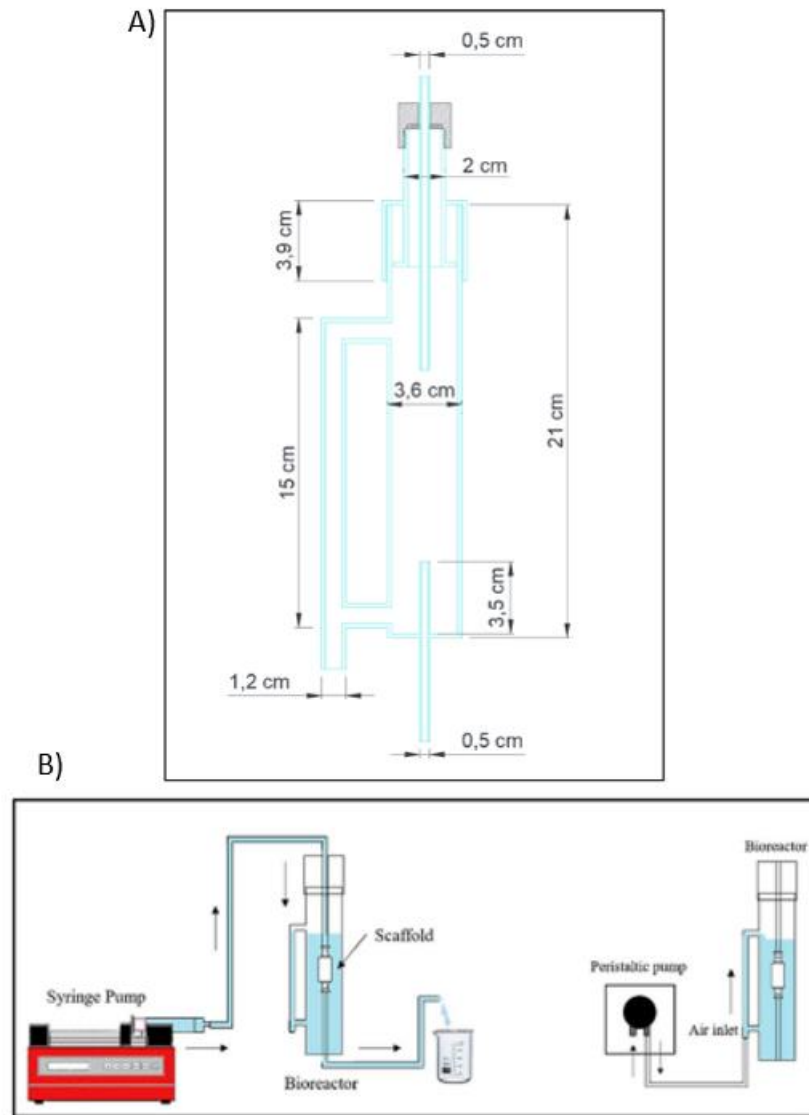 A)
0,5 cm
2 cm
3,9 cm
3,6 cm
15 cm
21 cm
3,5 cm
1,2 cm
0,5 cm
B)
Bioreactor
Scaffold
Syringe Pump
Peristaltic pump
Air inlet
Bioreactor